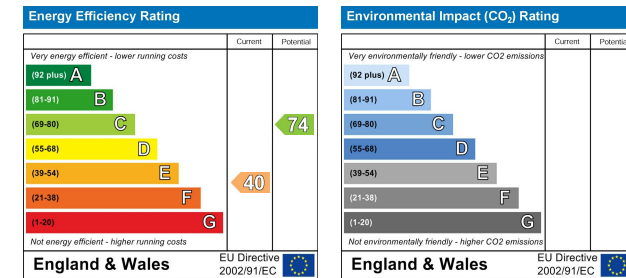 Energy Efficiency Rating
Current Potential
Very energy efficient - lower running costs
(92 plus) A
(81-91) B
(69-80) C
(55-68) D
(39-54) E
(21-38) F
(1-20) G
74
40
Not energy efficient - higher running costs
England & Wales
EU Directive
2002/91/EC
Environmental Impact (CO₂) Rating
Current Potential
Very environmentally friendly - lower CO2 emissions
(92 plus) A
(81-91) B
(69-80) C
(55-68) D
(39-54) E
(21-38) F
(1-20) G
Not environmentally friendly - higher CO2 emissions
England & Wales
EU Directive
2002/91/EC